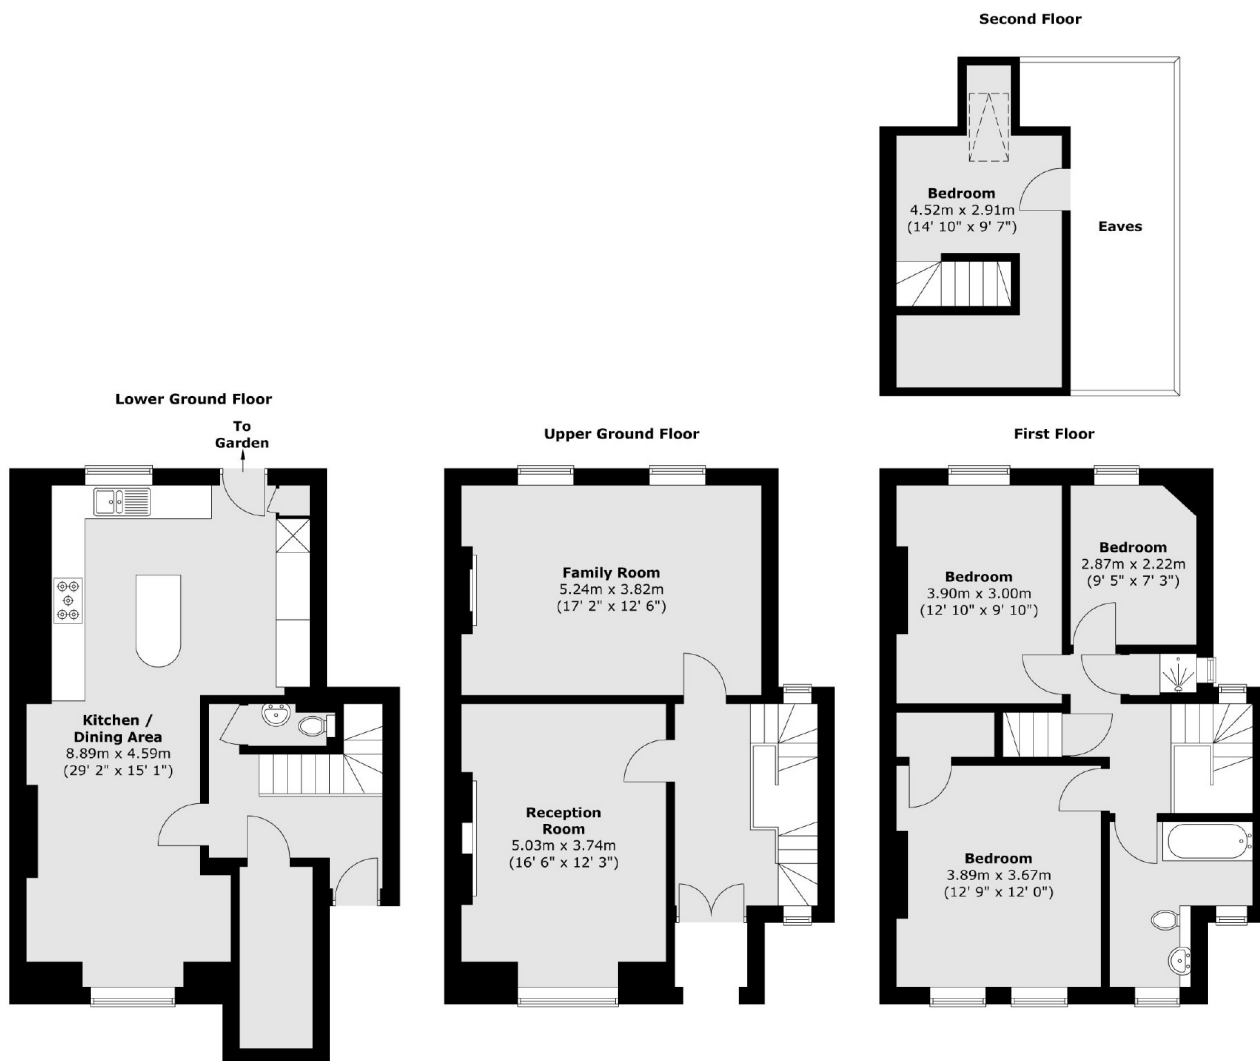 Second Floor
Bedroom
4.52m x 2.91m
(14' 10" x 9' 7")
Eaves
Lower Ground Floor
To
Garden
Kitchen /
Dining Area
8.89m x 4.59m
(29' 2" x 15' 1")
Upper Ground Floor
Family Room
5.24m x 3.82m
(17' 2" x 12' 6")
Reception
Room
5.03m x 3.74m
(16' 6" x 12' 3")
First Floor
Bedroom
2.87m x 2.22m
(9' 5" x 7' 3")
Bedroom
3.90m x 3.00m
(12' 10" x 9' 10")
Bedroom
3.89m x 3.67m
(12' 9" x 12' 0")